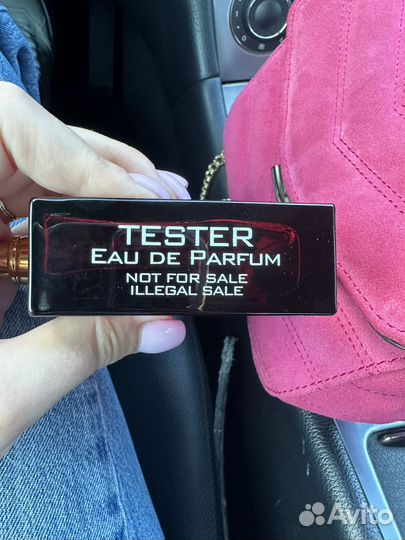 TESTER
EAU DE PARFUM
NOT FOR SALE
ILLEGAL SALE
Avito